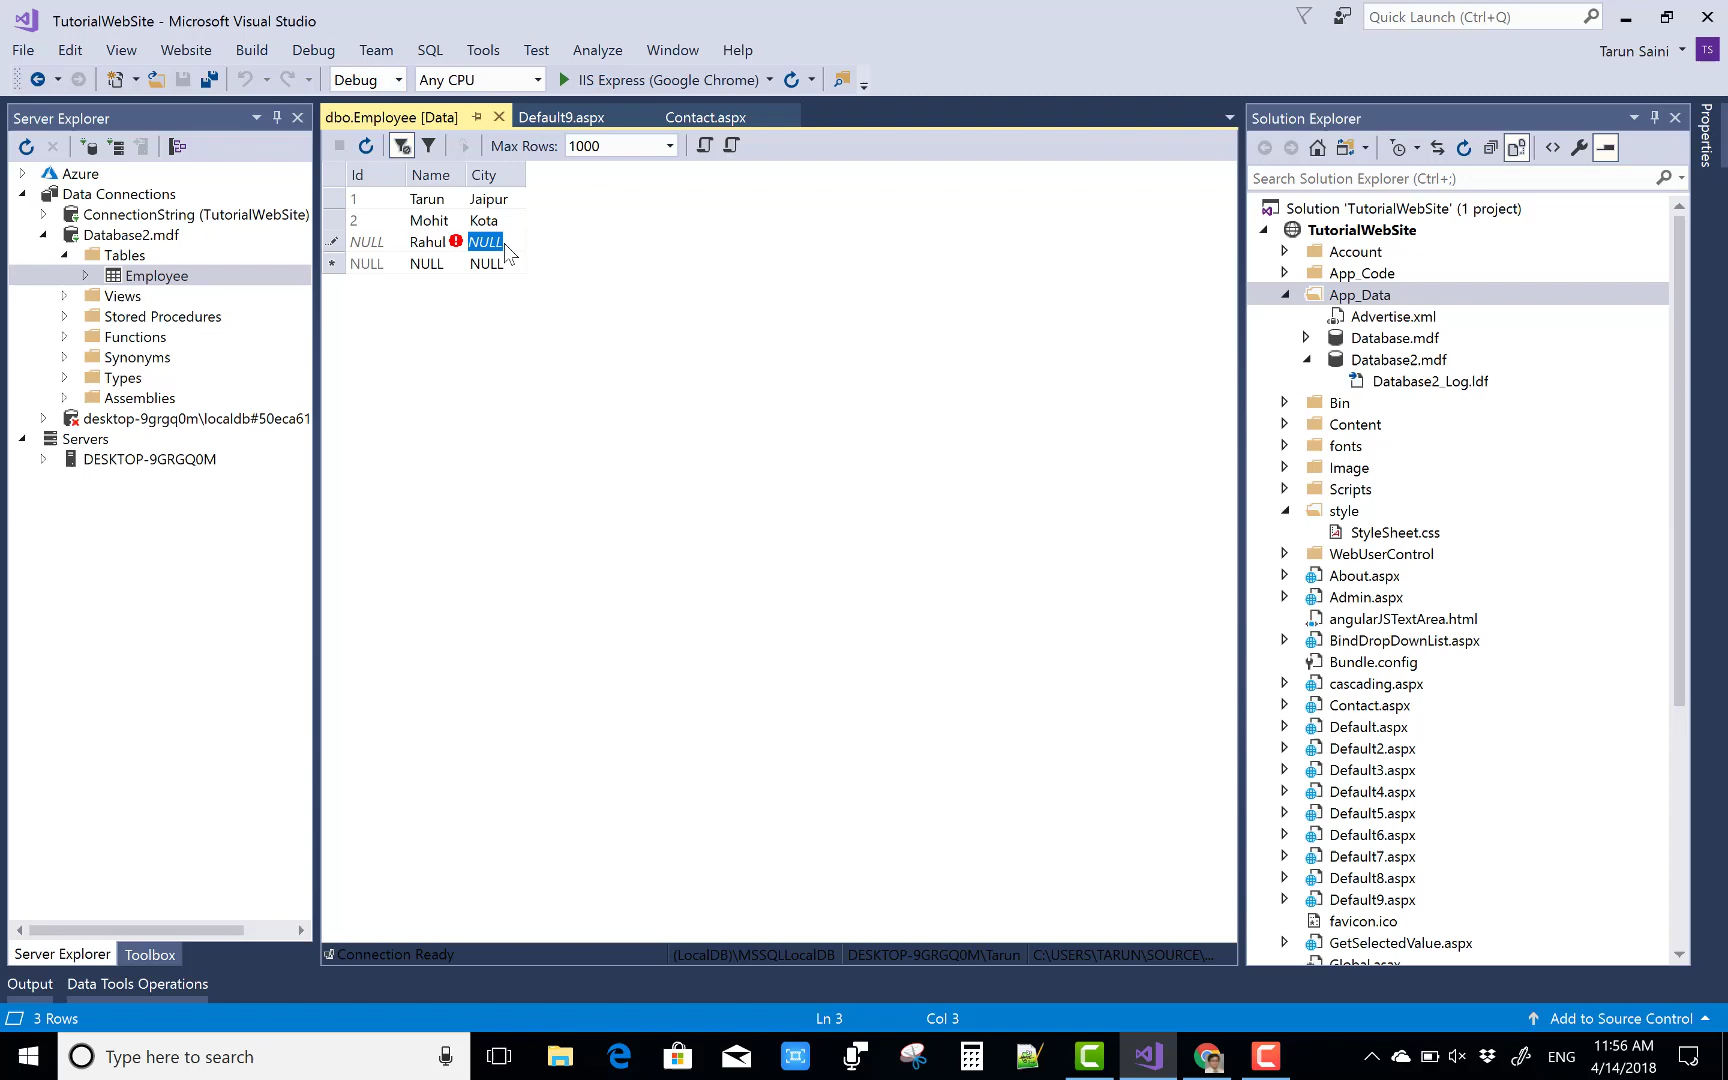 TutorialWebSite - Microsoft Visual Studio
Quick Launch (Ctrl+Q)
File Edit View Website Build Debug Team SQL Tools Test Analyze Window Help
Tarun Saini TS
Debug Any CPU IIS Express (Google Chrome)
Server Explorer
Azure
Data Connections
ConnectionString (TutorialWebSite)
Database2.mdf
Tables
Employee
Views
Stored Procedures
Functions
Synonyms
Types
Assemblies
desktop-9grgq0m\localdb#50eca61
Servers
DESKTOP-9GRGQ0M
Server Explorer Toolbox
dbo.Employee [Data] Default9.aspx Contact.aspx
Max Rows: 1000
Id Name City
1 Tarun Jaipur
2 Mohit Kota
NULL Rahul NULL
* NULL NULL NULL
Connection Ready (LocalDB)\MSSQLLocalDB DESKTOP-9GRGQ0M\Tarun C:\USERS\TARUN\SOURCE\...
Solution Explorer
Search Solution Explorer (Ctrl+;)
Solution 'TutorialWebSite' (1 project)
TutorialWebSite
Account
App_Code
App_Data
Advertise.xml
Database.mdf
Database2.mdf
Database2_Log.ldf
Bin
Content
fonts
Image
Scripts
style
StyleSheet.css
WebUserControl
About.aspx
Admin.aspx
angularJSTextArea.html
BindDropDownList.aspx
Bundle.config
cascading.aspx
Contact.aspx
Default.aspx
Default2.aspx
Default3.aspx
Default4.aspx
Default5.aspx
Default6.aspx
Default7.aspx
Default8.aspx
Default9.aspx
favicon.ico
GetSelectedValue.aspx
Global.asax
Properties
Output Data Tools Operations
3 Rows Ln 3 Col 3 Add to Source Control
Type here to search
ENG
11:56 AM
4/14/2018